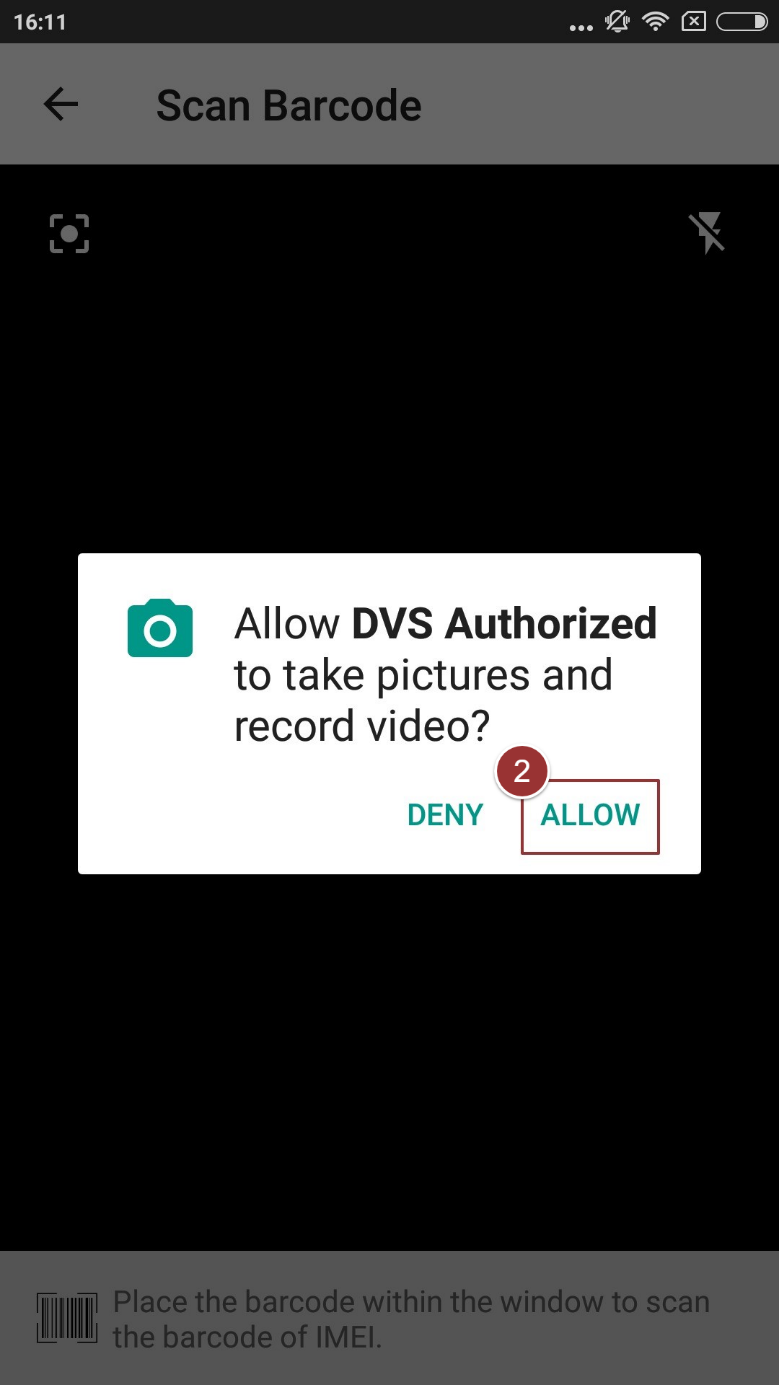 16:11
Scan Barcode
Allow DVS Authorized
to take pictures and
record video?
2
DENY ALLOW
Place the barcode within the window to scan
the barcode of IMEI.